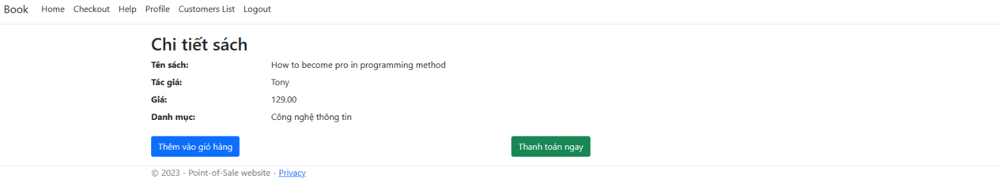 Book Home Checkout Help Profile Customers List Logout
Chi tiết sách
Tên sách: How to become pro in programming method
Tác giả: Tony
Giá: 129.00
Danh mục: Công nghệ thông tin
Thêm vào giỏ hàng Thanh toán ngay
© 2023 - Point-of-Sale website - Privacy